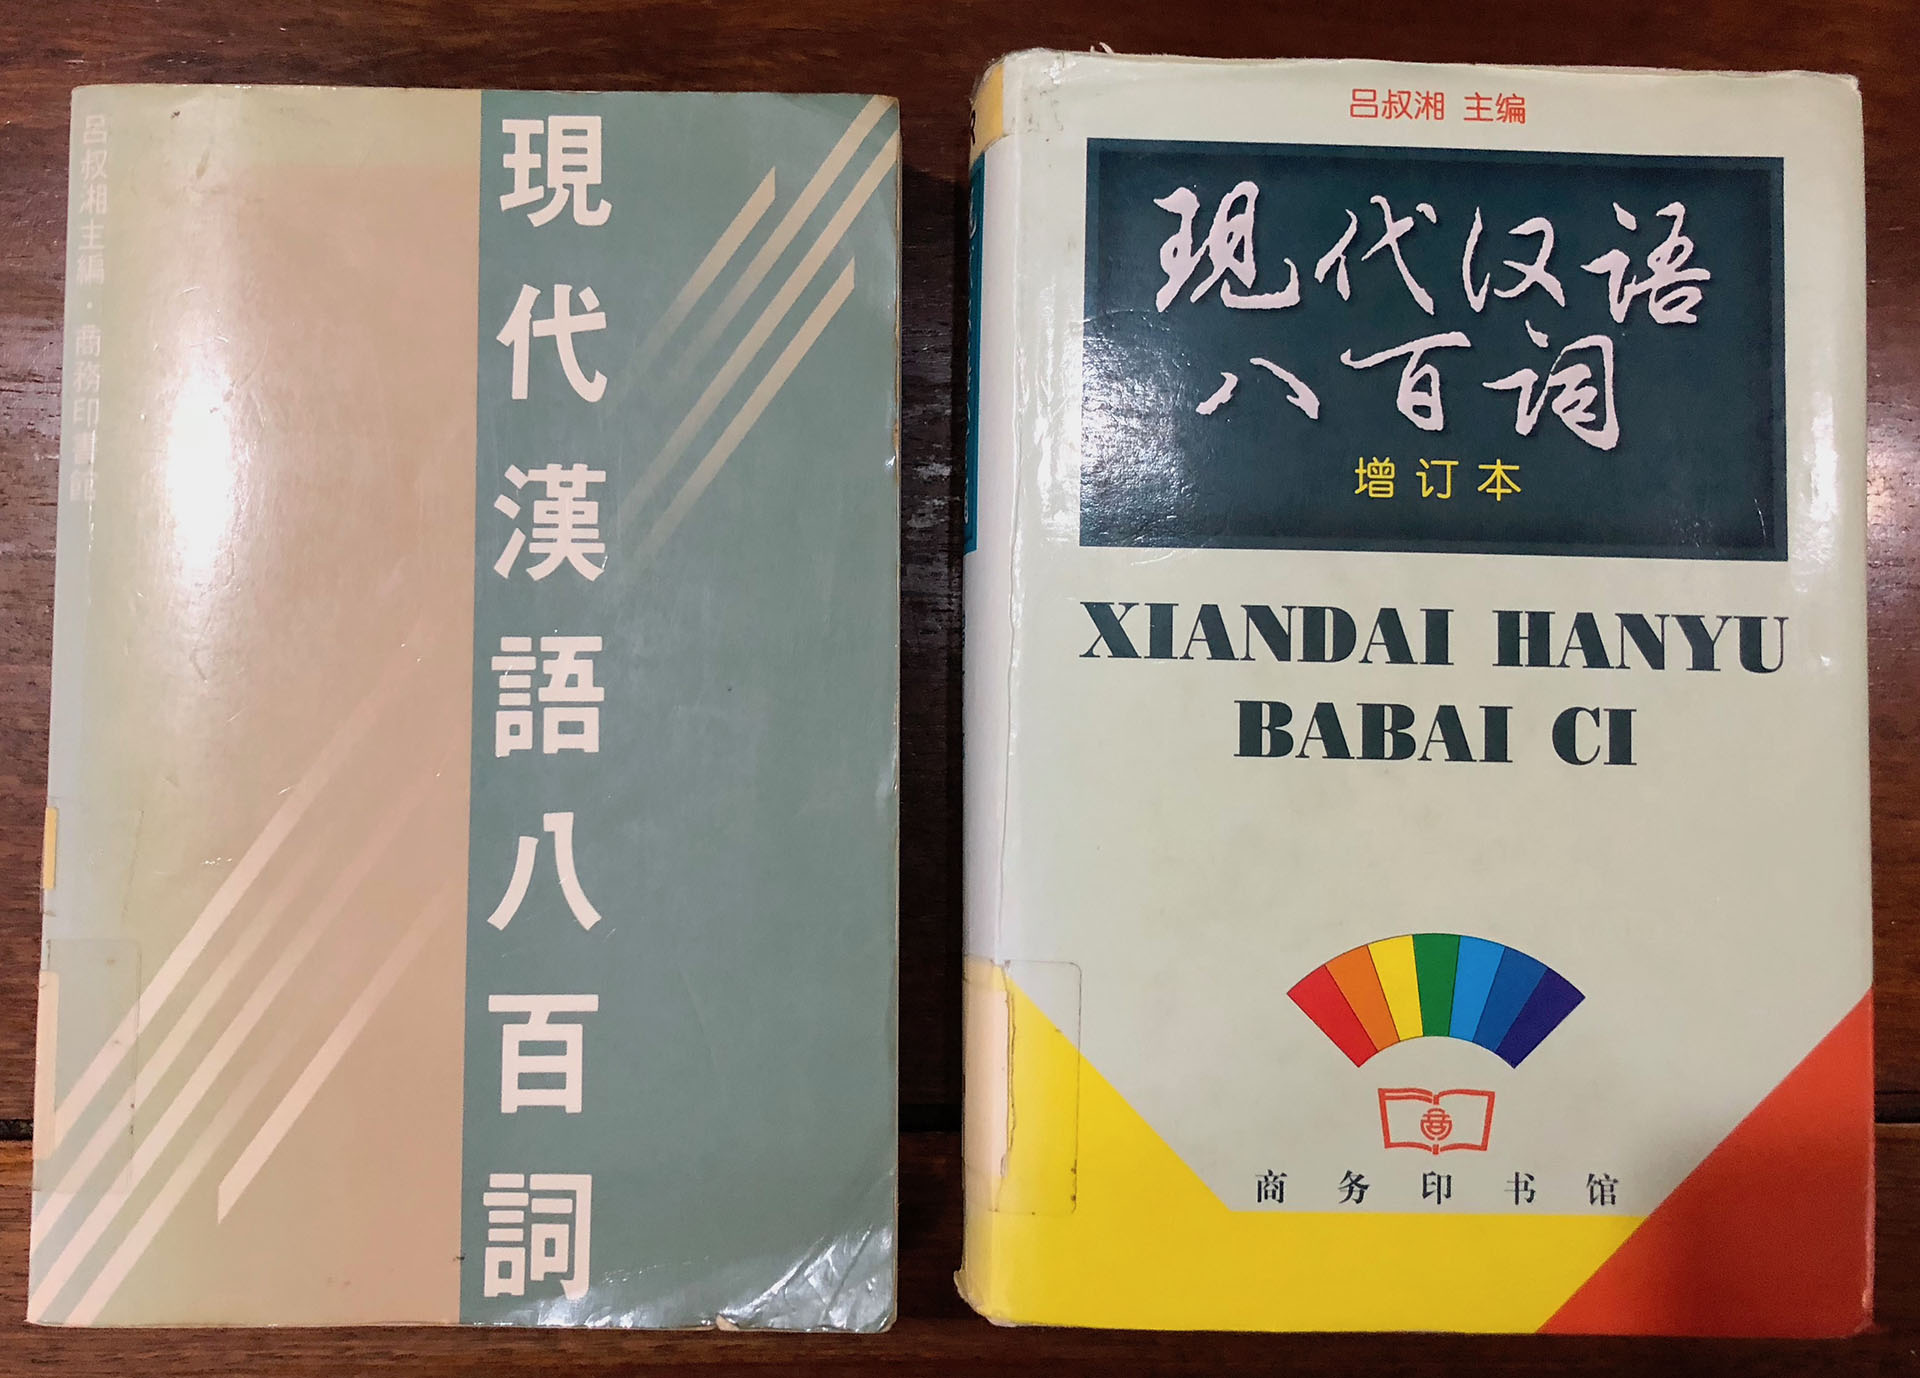 現代漢語八百詞
呂叔湘主編·商務印書館
吕叔湘 主编
现代汉语
八百词
增订本
XIANDAI HANYU
BABAI CI
商务印书馆